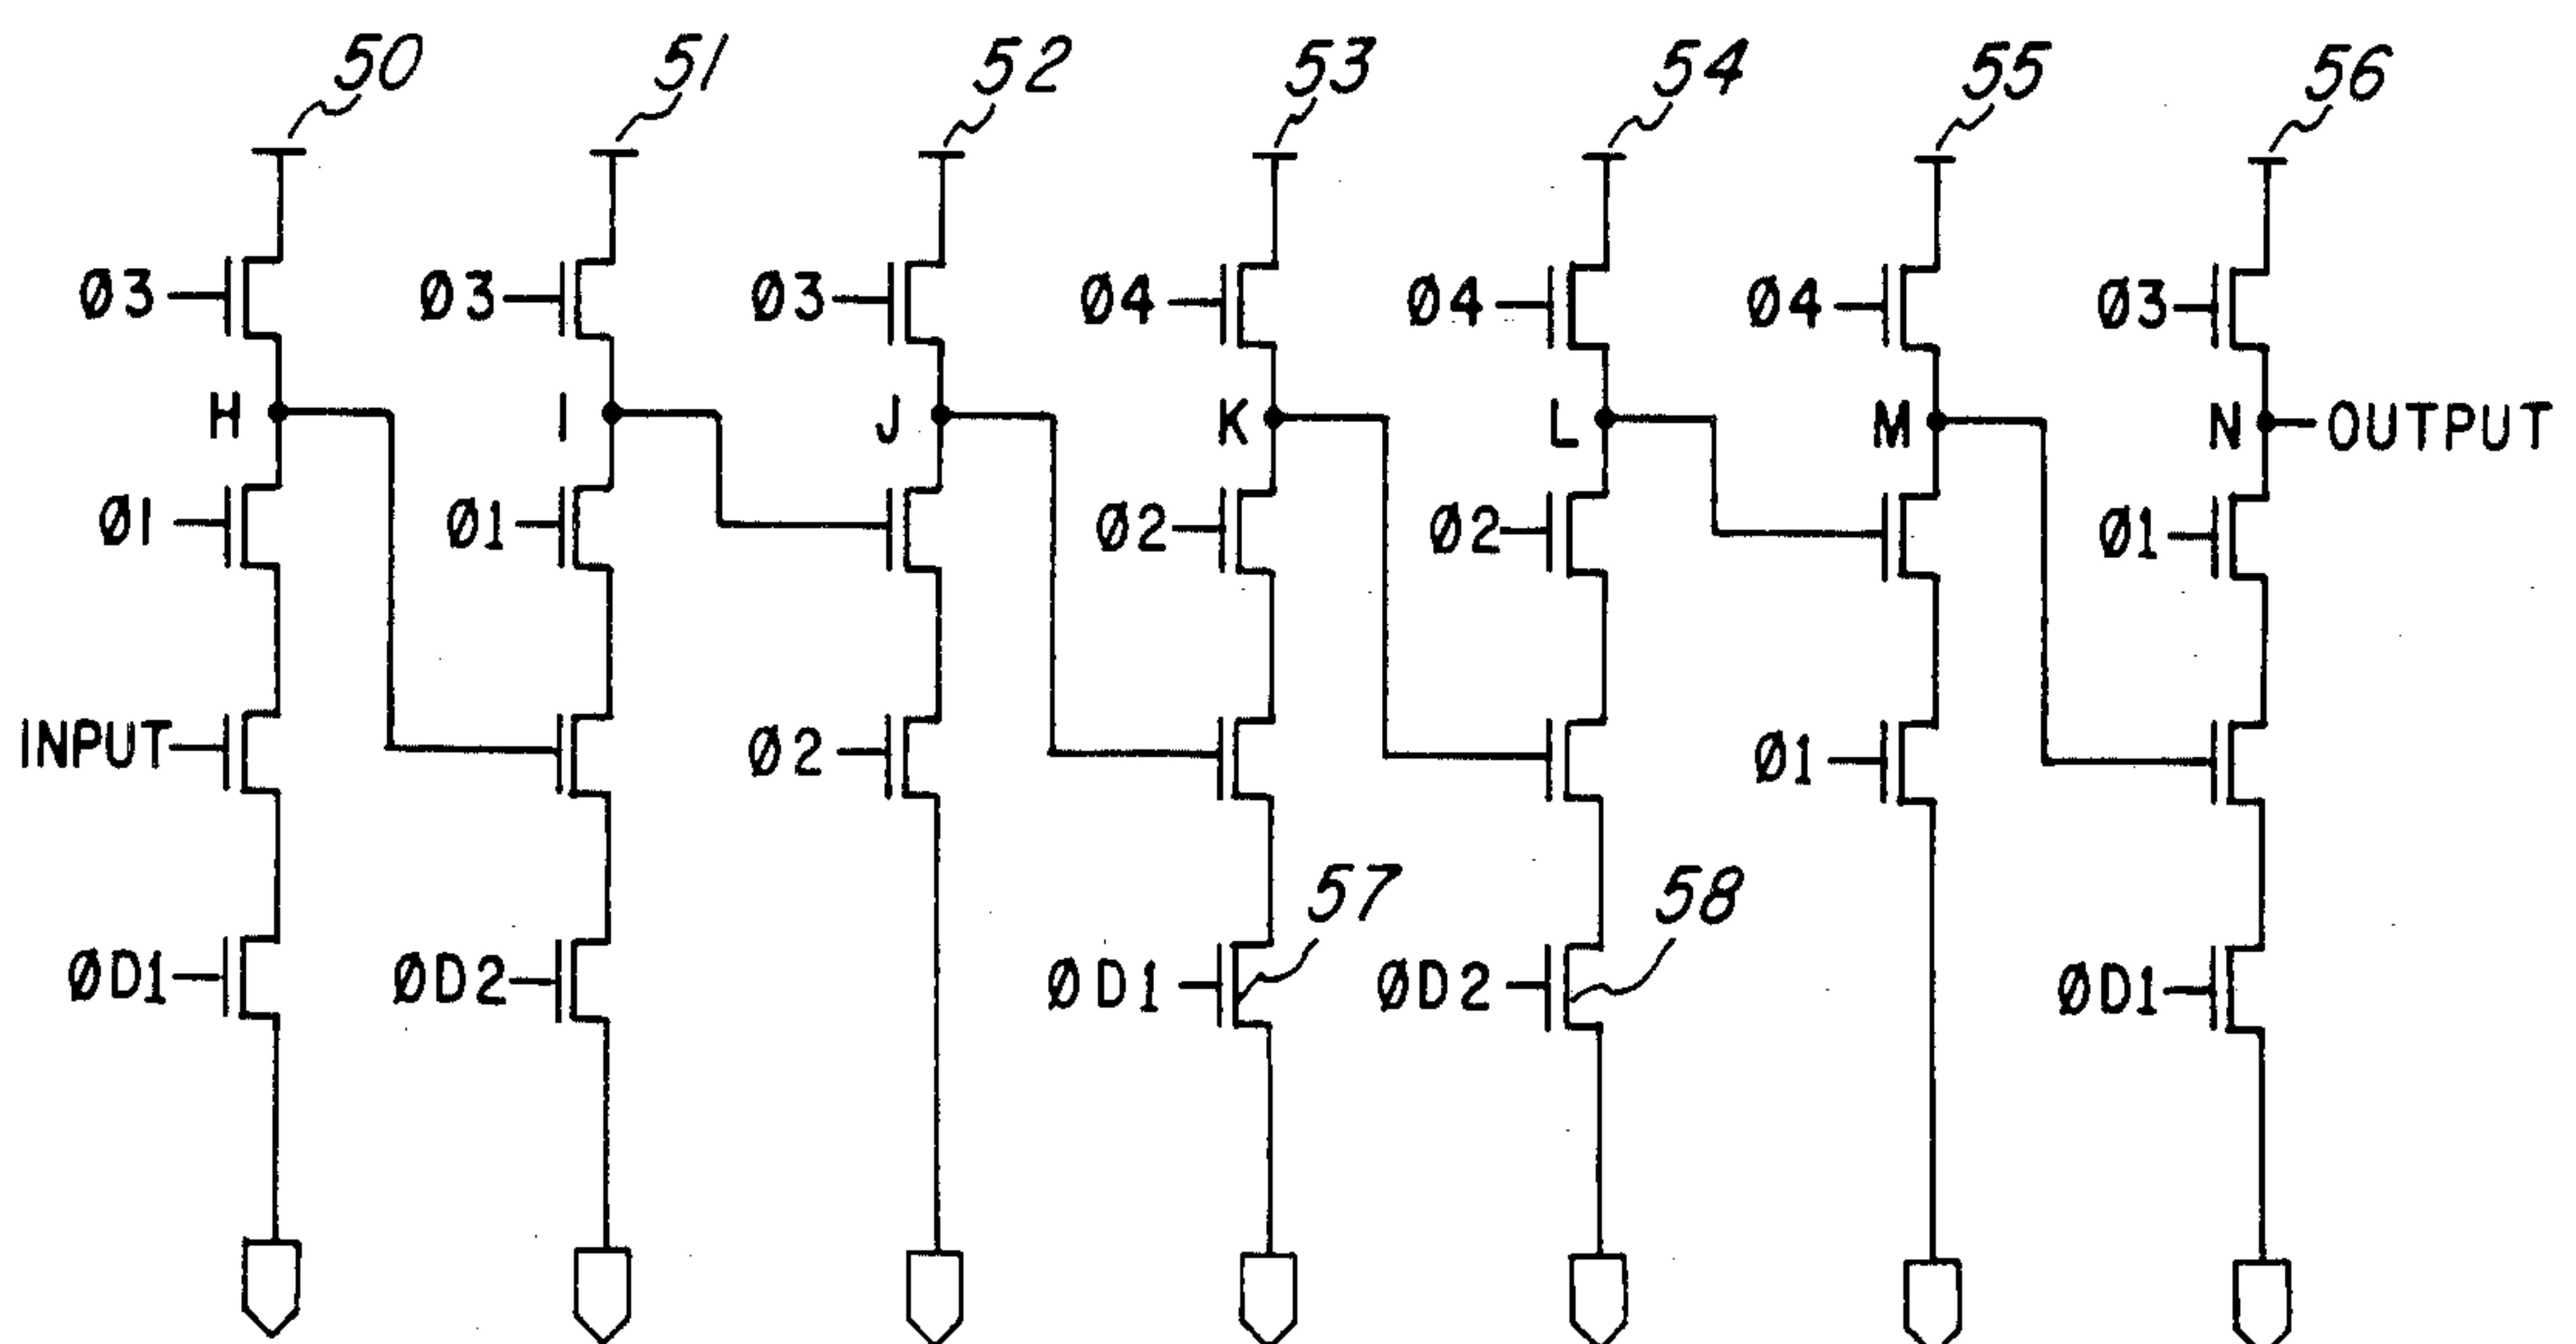 50 51 52 53 54 55 56
Ø3 Ø3 Ø3 Ø4 Ø4 Ø4 Ø3
H I J K L M N OUTPUT
Ø1 Ø1 Ø2 Ø2 Ø1
INPUT Ø2 Ø1
57 58
ØD1 ØD2 ØD1 ØD2 ØD1